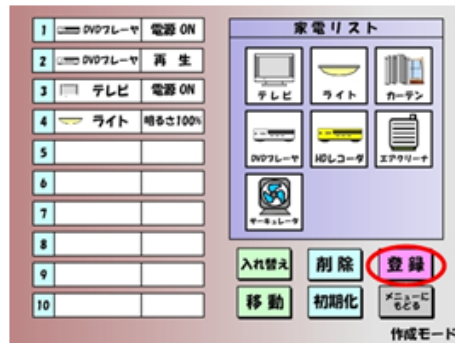 1 DVDプレーヤ 電源 ON
2 DVDプレーヤ 再 生
3 テレビ 電源 ON
4 ライト 明るさ100%
5
6
7
8
9
10
家電リスト
テレビ ライト カーテン
DVDプレーヤ HDレコーダ エアクリーナ
サーキュレータ
入れ替え 削 除 登 録
移 動 初期化 メニューに
もどる
作成モード